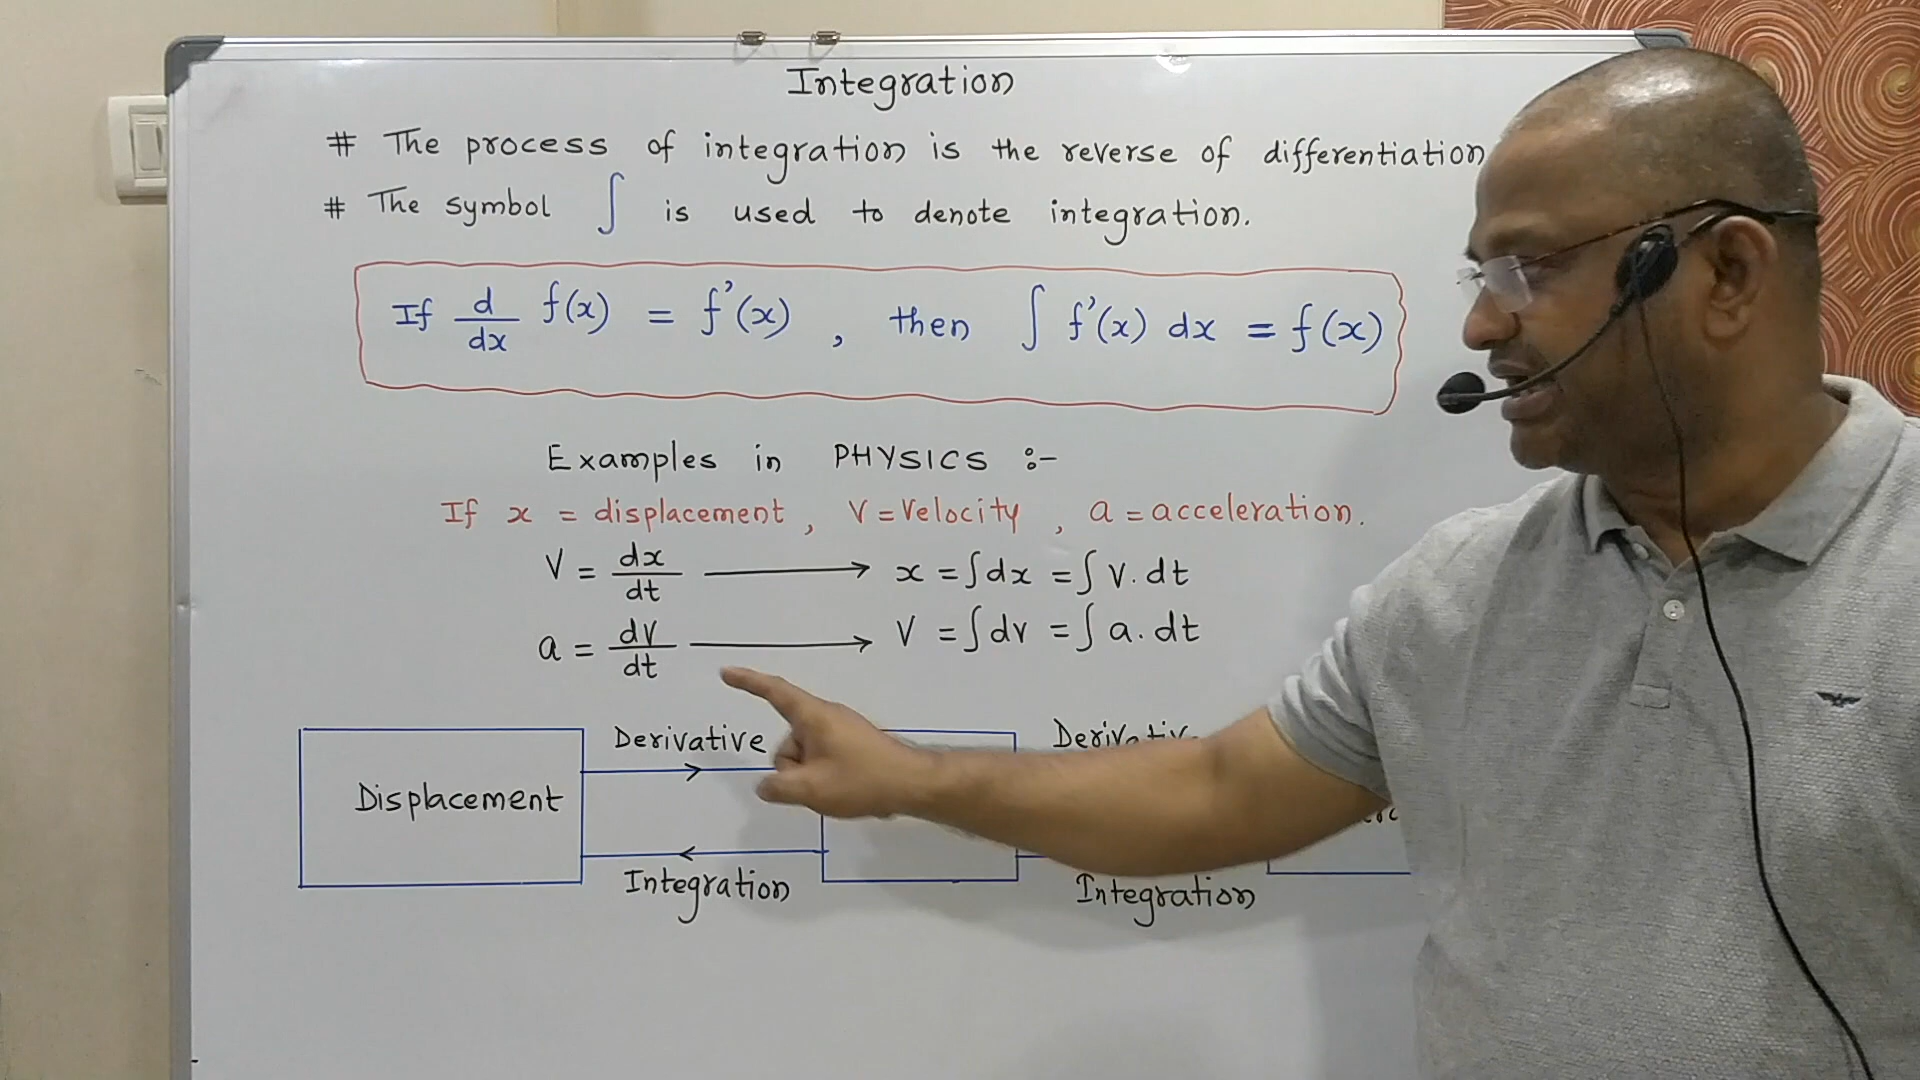 Integration
# The process of integration is the reverse of differentiation
# The symbol ∫ is used to denote integration.
If d/dx f(x) = f'(x) , then ∫ f'(x) dx = f(x)
Examples in PHYSICS :-
If x = displacement , V = Velocity , a = acceleration.
V = dx/dt → x = ∫dx = ∫ V. dt
a = dV/dt → V = ∫dv = ∫ a. dt
Derivative
Displacement
Integration
Integration